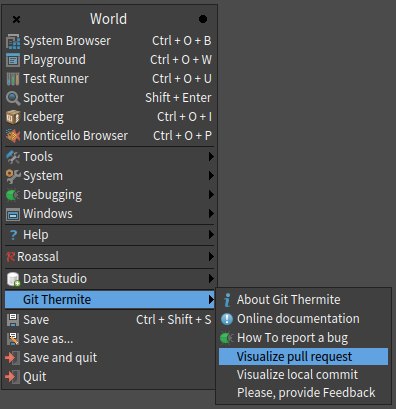 World
System Browser Ctrl + O + B
Playground Ctrl + O + W
Test Runner Ctrl + O + U
Spotter Shift + Enter
Iceberg Ctrl + O + I
Monticello Browser Ctrl + O + P
Tools
System
Debugging
Windows
Help
Roassal
Data Studio
Git Thermite
Save Ctrl + Shift + S
Save as...
Save and quit
Quit
About Git Thermite
Online documentation
How To report a bug
Visualize pull request
Visualize local commit
Please, provide Feedback